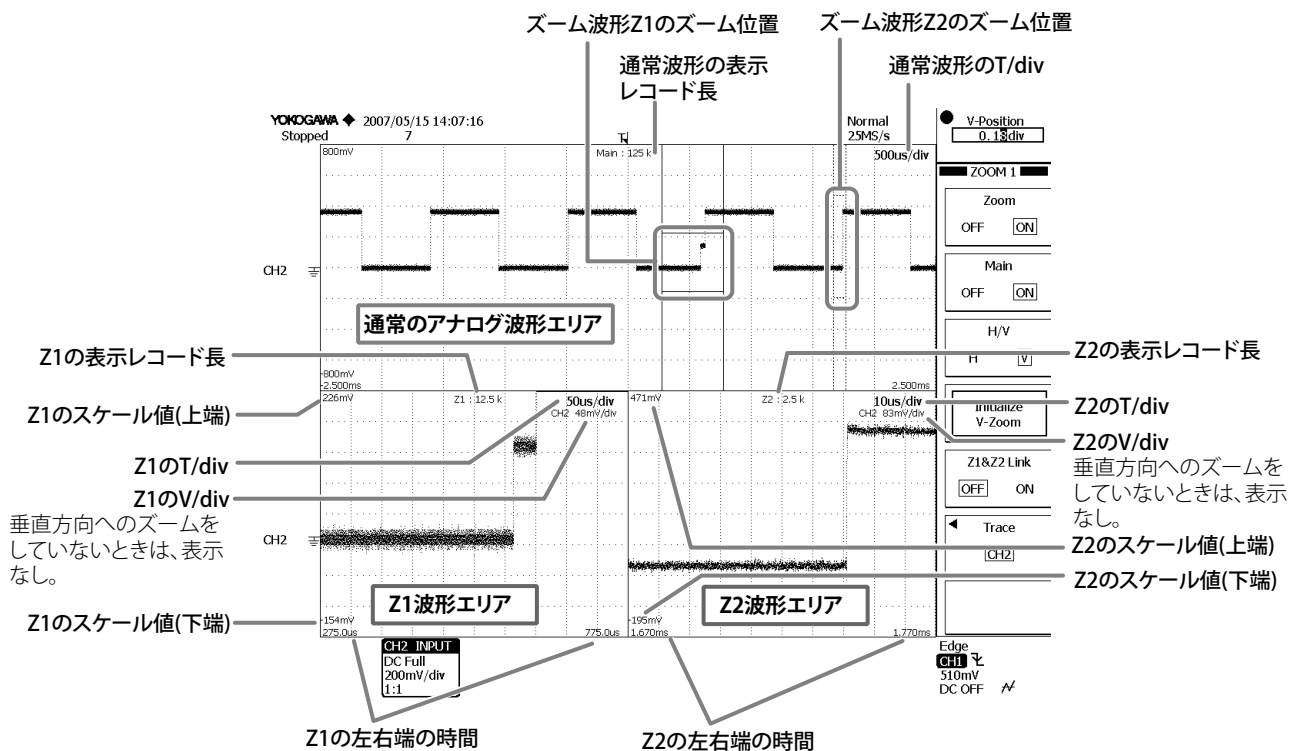 ズーム波形Z1のズーム位置
ズーム波形Z2のズーム位置
通常波形の表示
レコード長
通常波形のT/div
YOKOGAWA ◆ 2007/05/15 14:07:16
Stopped 7
Normal
25MS/s
800mV
Main : 125 k
500us/div
CH2
通常のアナログ波形エリア
-800mV
-2.500ms
2.500ms
V-Position
0.18div
ZOOM 1
Zoom
OFF ON
Main
OFF ON
H/V
H V
Initialize
V-Zoom
Z1&Z2 Link
OFF ON
Trace
CH2
Z1の表示レコード長
Z1のスケール値(上端)
Z1のT/div
Z1のV/div
垂直方向へのズームを
していないときは、表示
なし。
Z1のスケール値(下端)
226mV
Z1 : 12.5 k
50us/div
CH2 48mV/div
CH2
Z1波形エリア
-154mV
275.0us
775.0us
471mV
Z2 : 2.5 k
10us/div
CH2 83mV/div
Z2波形エリア
-195mV
1.670ms
1.770ms
Z2の表示レコード長
Z2のT/div
Z2のV/div
垂直方向へのズームを
していないときは、表示
なし。
Z2のスケール値(上端)
Z2のスケール値(下端)
CH2 INPUT
DC Full
200mV/div
1:1
Edge
CH1
510mV
DC OFF
Z1の左右端の時間
Z2の左右端の時間